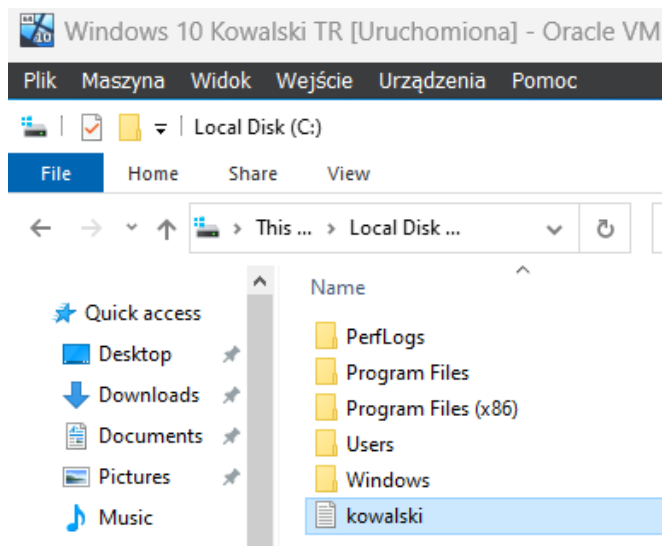 Windows 10 Kowalski TR [Uruchomiona] - Oracle VM
Plik Maszyna Widok Wejście Urządzenia Pomoc
Local Disk (C:)
File Home Share View
This ... > Local Disk ...
Name
Quick access
Desktop
Downloads
Documents
Pictures
Music
PerfLogs
Program Files
Program Files (x86)
Users
Windows
kowalski